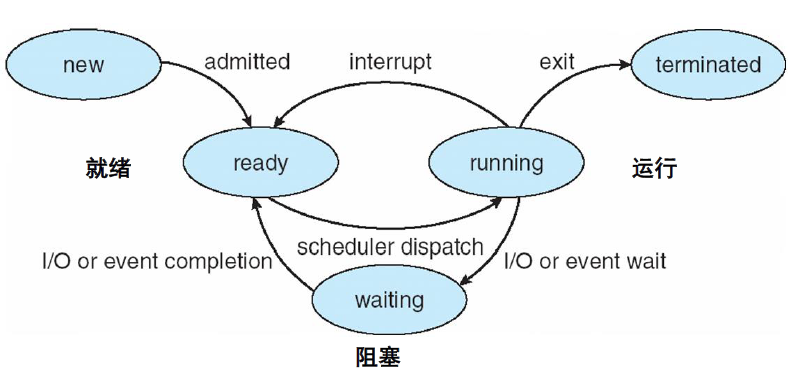 new
admitted
interrupt
exit
terminated
就绪
ready
running
运行
I/O or event completion
scheduler dispatch
I/O or event wait
waiting
阻塞